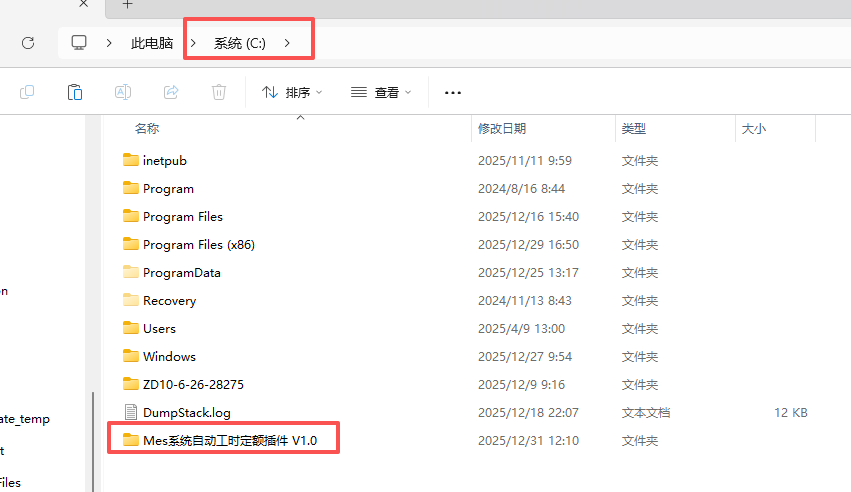 此电脑 系统 (C:)
排序 查看
名称 修改日期 类型 大小
inetpub 2025/11/11 9:59 文件夹
Program 2024/8/16 8:44 文件夹
Program Files 2025/12/16 15:40 文件夹
Program Files (x86) 2025/12/29 16:50 文件夹
ProgramData 2025/12/25 13:17 文件夹
on
Recovery 2024/11/13 8:43 文件夹
Users 2025/4/9 13:00 文件夹
Windows 2025/12/27 9:54 文件夹
ZD10-6-26-28275 2025/12/9 9:16 文件夹
DumpStack.log 2025/12/18 22:07 文本文档 12 KB
ate_temp
Mes系统自动工时定额插件 V1.0 2025/12/31 12:10 文件夹
t
Files